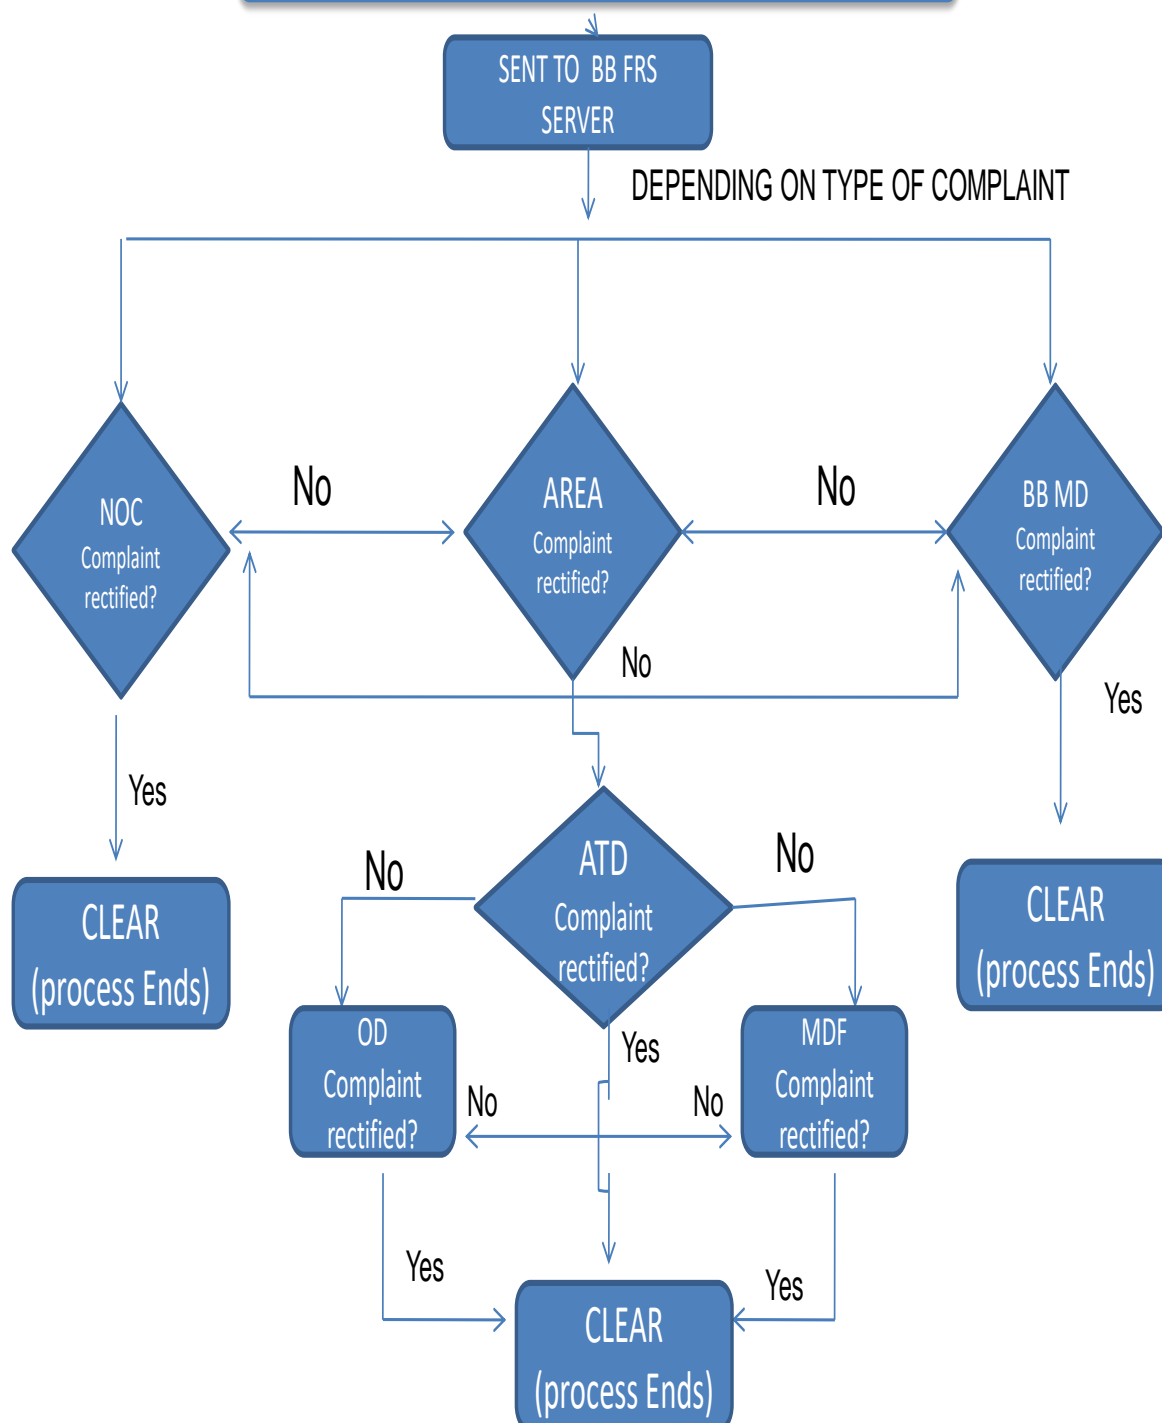 SENT TO BB FRS
SERVER
DEPENDING ON TYPE OF COMPLAINT
NOC
Complaint
rectified?
No
AREA
Complaint
rectified?
No
BB MD
Complaint
rectified?
No
Yes
Yes
ATD
Complaint
rectified?
No
No
CLEAR
(process Ends)
CLEAR
(process Ends)
OD
Complaint
rectified?
Yes
MDF
Complaint
rectified?
No
No
Yes
Yes
CLEAR
(process Ends)